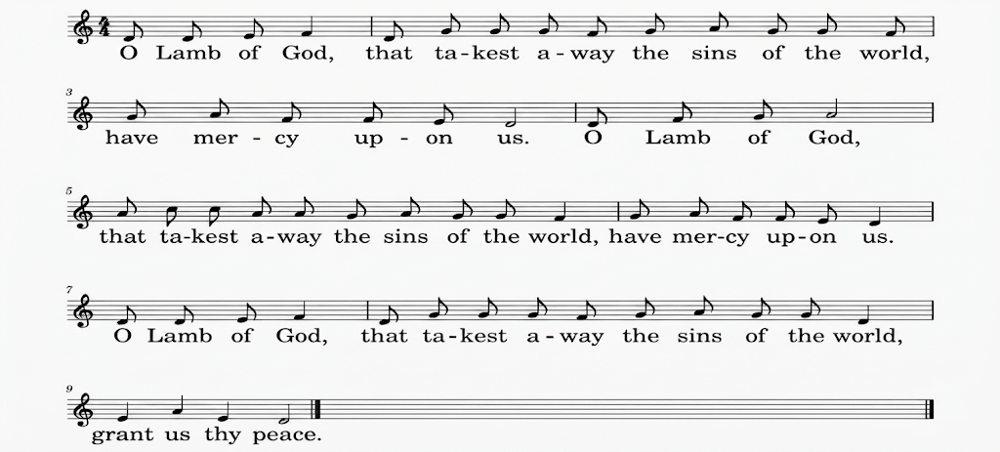 O Lamb of God, that ta-kest a-way the sins of the world,
3
have mer-cy up-on us. O Lamb of God,
5
that ta-kest a-way the sins of the world, have mer-cy up-on us.
7
O Lamb of God, that ta-kest a-way the sins of the world,
9
grant us thy peace.